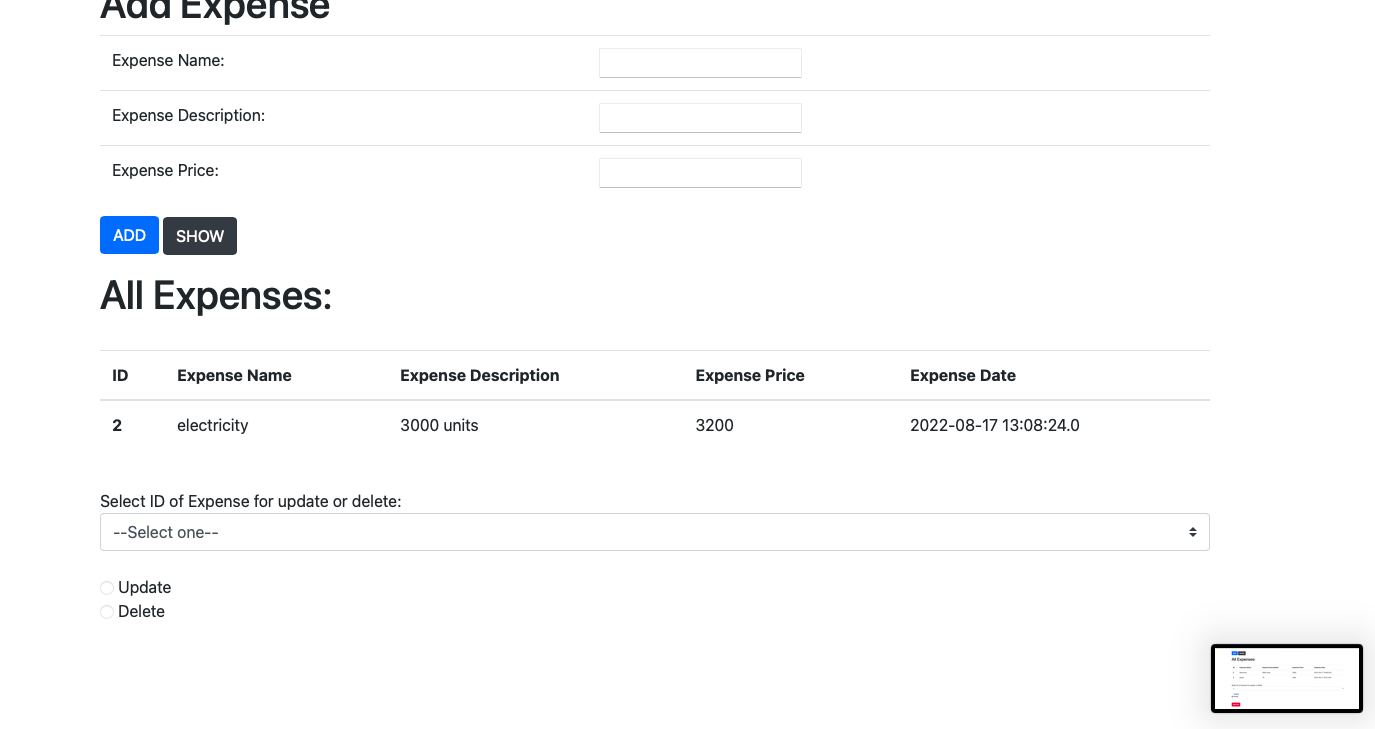 Add Expense
Expense Name:
Expense Description:
Expense Price:
ADD SHOW
All Expenses:
ID Expense Name Expense Description Expense Price Expense Date
2 electricity 3000 units 3200 2022-08-17 13:08:24.0
Select ID of Expense for update or delete:
--Select one--
Update
Delete
All Expenses: